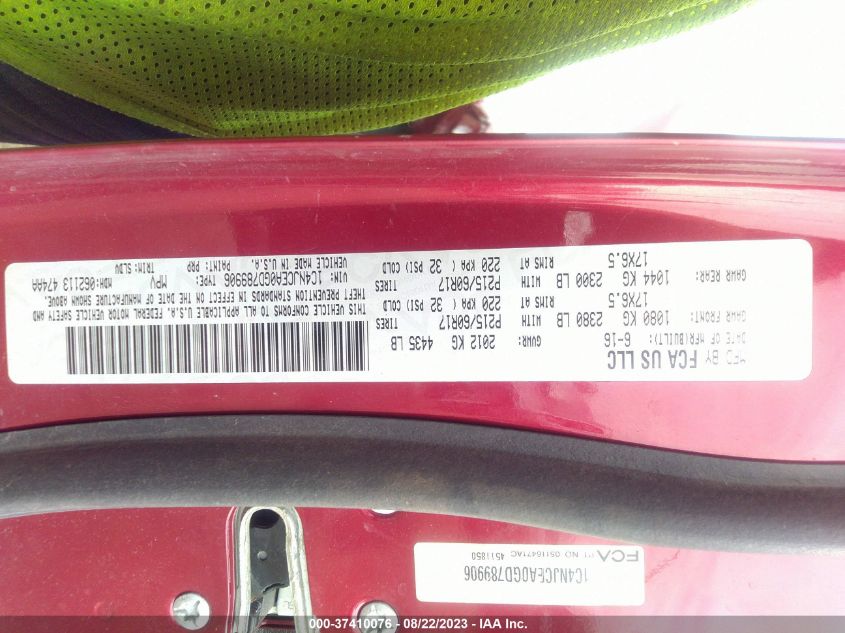 MFD BY FCA US LLC
DATE OF MFR(BUILT): 6-16 GVWR: 2012 KG 4435 LB
GAWR FRONT: WITH TIRES
1080 KG 2380 LB P215/60R17
RIMS AT
17X6.5 220 KPA ( 32 PSI) COLD
GAWR REAR: WITH TIRES
1044 KG 2300 LB P215/60R17
RIMS AT
17X6.5 220 KPA ( 32 PSI) COLD
THIS VEHICLE CONFORMS TO ALL APPLICABLE U.S.A. FEDERAL MOTOR VEHICLE SAFETY AND
THEFT PREVENTION STANDARDS IN EFFECT ON THE DATE OF MANUFACTURE SHOWN ABOVE.
VIN: 1C4NJCEA0GD789906 TYPE: MPV MDH:062113 474AA
VEHICLE MADE IN U.S.A. PAINT: PRP TRIM: SLDV
1C4NJCEA0GD789906
FCA PT NO 05116471AC 4511850
000-37410076 - 08/22/2023 - IAA Inc.